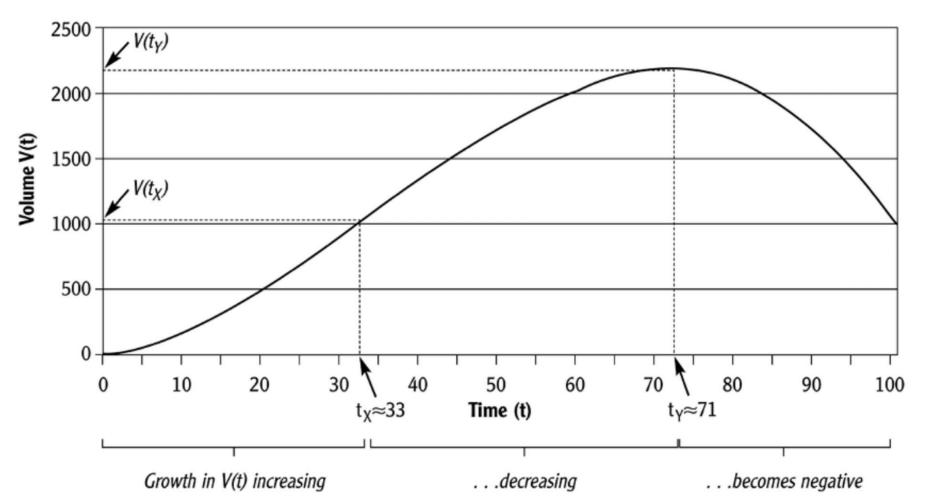 2500
V(tY)
2000
1500
V(tX)
1000
500
0
Volume V(t)
0 10 20 30 40 50 60 70 80 90 100
tX≈33 Time (t) tY≈71
Growth in V(t) increasing . . .decreasing . . .becomes negative